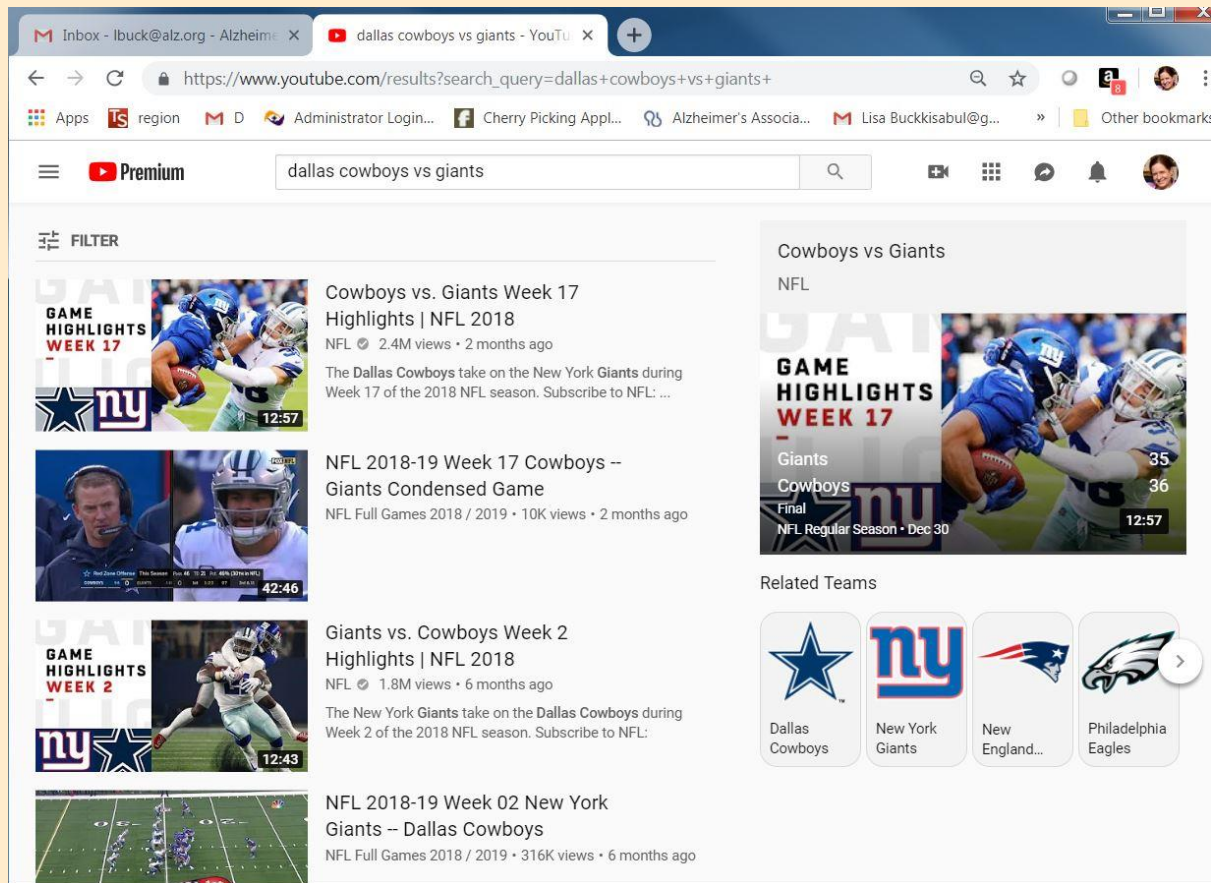 Inbox - lbuck@alz.org - Alzheime
dallas cowboys vs giants - YouTu
https://www.youtube.com/results?search_query=dallas+cowboys+vs+giants+
8
Apps
TS region
D
Administrator Login...
Cherry Picking Appl...
Alzheimer's Associa...
Lisa Buckkisabul@g...
»
Other bookmarks
Premium
dallas cowboys vs giants
FILTER
GAME
HIGHLIGHTS
WEEK 17
ny
12:57
Cowboys vs. Giants Week 17
Highlights | NFL 2018
NFL 2.4M views • 2 months ago
The Dallas Cowboys take on the New York Giants during
Week 17 of the 2018 NFL season. Subscribe to NFL: ...
42:46
NFL 2018-19 Week 17 Cowboys --
Giants Condensed Game
NFL Full Games 2018 / 2019 • 10K views • 2 months ago
GAME
HIGHLIGHTS
WEEK 2
ny
12:43
Giants vs. Cowboys Week 2
Highlights | NFL 2018
NFL 1.8M views • 6 months ago
The New York Giants take on the Dallas Cowboys during
Week 2 of the 2018 NFL season. Subscribe to NFL:
NFL 2018-19 Week 02 New York
Giants -- Dallas Cowboys
NFL Full Games 2018 / 2019 • 316K views • 6 months ago
Cowboys vs Giants
NFL
GAME
HIGHLIGHTS
WEEK 17
Giants 35
Cowboys 36
Final
NFL Regular Season • Dec 30
ny
12:57
Related Teams
ny
Dallas
Cowboys
New York
Giants
New
England...
Philadelphia
Eagles